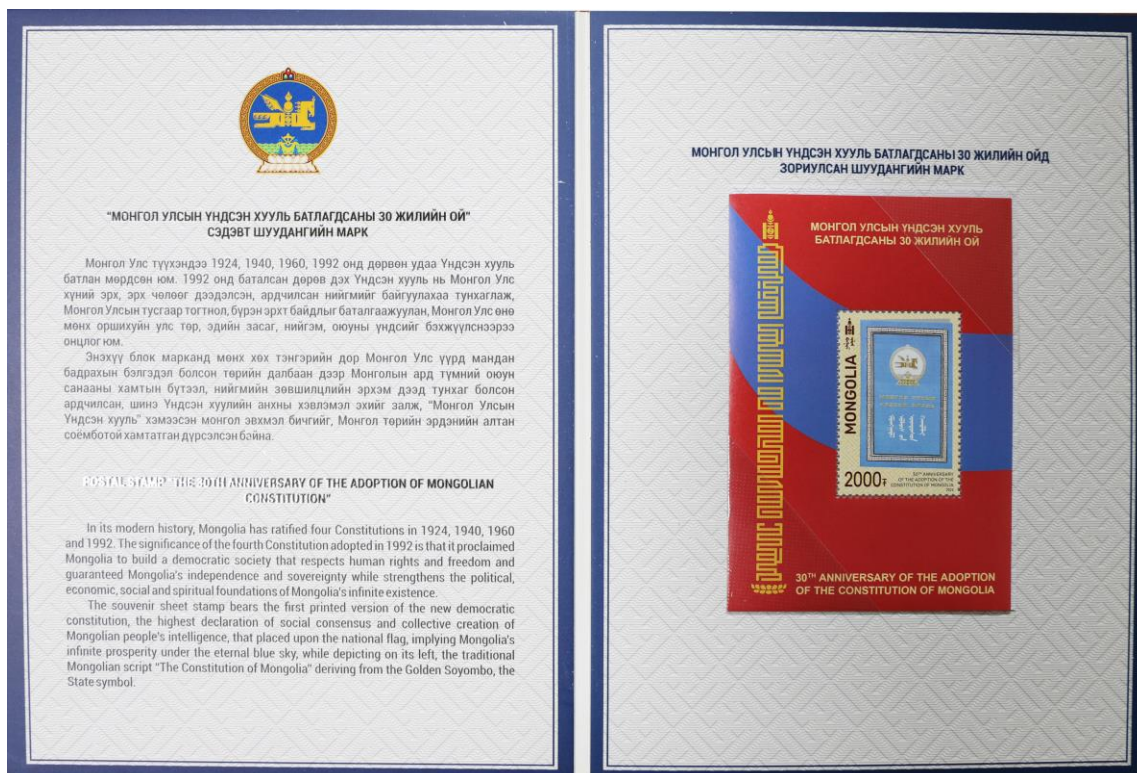 "МОНГОЛ УЛСЫН ҮНДСЭН ХУУЛЬ БАТЛАГДСАНЫ 30 ЖИЛИЙН ОЙ"
СЭДЭВТ ШУУДАНГИЙН МАРК
Монгол Улс түүхэндээ 1924, 1940, 1960, 1992 онд дөрвөн удаа Үндсэн хууль
батлан мөрдсөн юм. 1992 онд баталсан дөрөв дэх Үндсэн хууль нь Монгол Улс
хүний эрх, эрх чөлөөг дээдэлсэн, ардчилсан нийгмийг байгуулахаа тунхаглаж,
Монгол Улсын тусгаар тогтнол, бүрэн эрхт байдлыг баталгаажуулан, Монгол Улс өнө
мөнх оршихуйн улс төр, эдийн засаг, нийгэм, оюуны үндсийг бэхжүүлснээрээ
онцлог юм.
Энэхүү блок марканд мөнх хөх тэнгэрийн дор Монгол Улс үүрд мандан
бадрахын бэлгэдэл болсон төрийн далбаан дээр Монголын ард түмний оюун
санааны хамтын бүтээл, нийгмийн зөвшилцлийн эрхэм дээд тунхаг болсон
ардчилсан, шинэ Үндсэн хуулийн анхны хэвлэмэл эхийг залж, "Монгол Улсын
Үндсэн хууль" хэмээсэн монгол эвхмэл бичгийг, Монгол төрийн эрдэнийн алтан
соёмботой хамтатган дүрсэлсэн байна.
POSTAL STAMP "THE 30TH ANNIVERSARY OF THE ADOPTION OF MONGOLIAN
CONSTITUTION"
In its modern history, Mongolia has ratified four Constitutions in 1924, 1940, 1960
and 1992. The significance of the fourth Constitution adopted in 1992 is that it proclaimed
Mongolia to build a democratic society that respects human rights and freedom and
guaranteed Mongolia's independence and sovereignty while strengthens the political,
economic, social and spiritual foundations of Mongolia's infinite existence.
The souvenir sheet stamp bears the first printed version of the new democratic
constitution, the highest declaration of social consensus and collective creation of
Mongolian people's intelligence, that placed upon the national flag, implying Mongolia's
infinite prosperity under the eternal blue sky, while depicting on its left, the traditional
Mongolian script "The Constitution of Mongolia" deriving from the Golden Soyombo, the
State symbol.
МОНГОЛ УЛСЫН ҮНДСЭН ХУУЛЬ БАТЛАГДСАНЫ 30 ЖИЛИЙН ОЙД
ЗОРИУЛСАН ШУУДАНГИЙН МАРК
МОНГОЛ УЛСЫН ҮНДСЭН ХУУЛЬ
БАТЛАГДСАНЫ 30 ЖИЛИЙН ОЙ
MONGOLIA
2000₮
30TH ANNIVERSARY
OF THE ADOPTION OF THE
CONSTITUTION OF MONGOLIA
30TH ANNIVERSARY OF THE ADOPTION
OF THE CONSTITUTION OF MONGOLIA